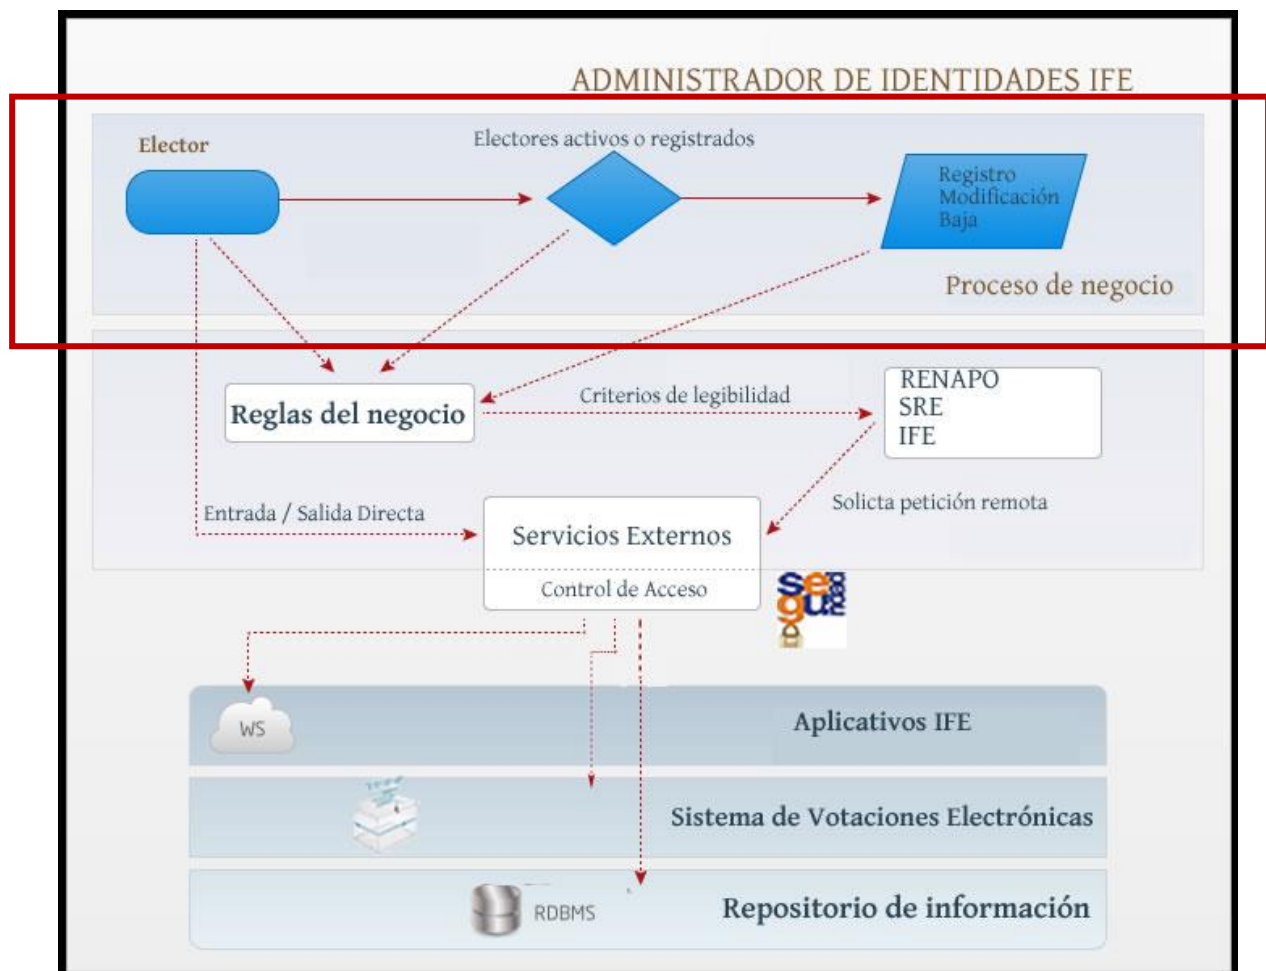 ADMINISTRADOR DE IDENTIDADES IFE
Elector
Electores activos o registrados
Registro
Modificación
Baja
Proceso de negocio
Reglas del negocio
Criterios de legibilidad
RENAPO
SRE
IFE
Entrada / Salida Directa
Solicta petición remota
Servicios Externos
Control de Acceso
WS
Aplicativos IFE
Sistema de Votaciones Electrónicas
RDBMS
Repositorio de información